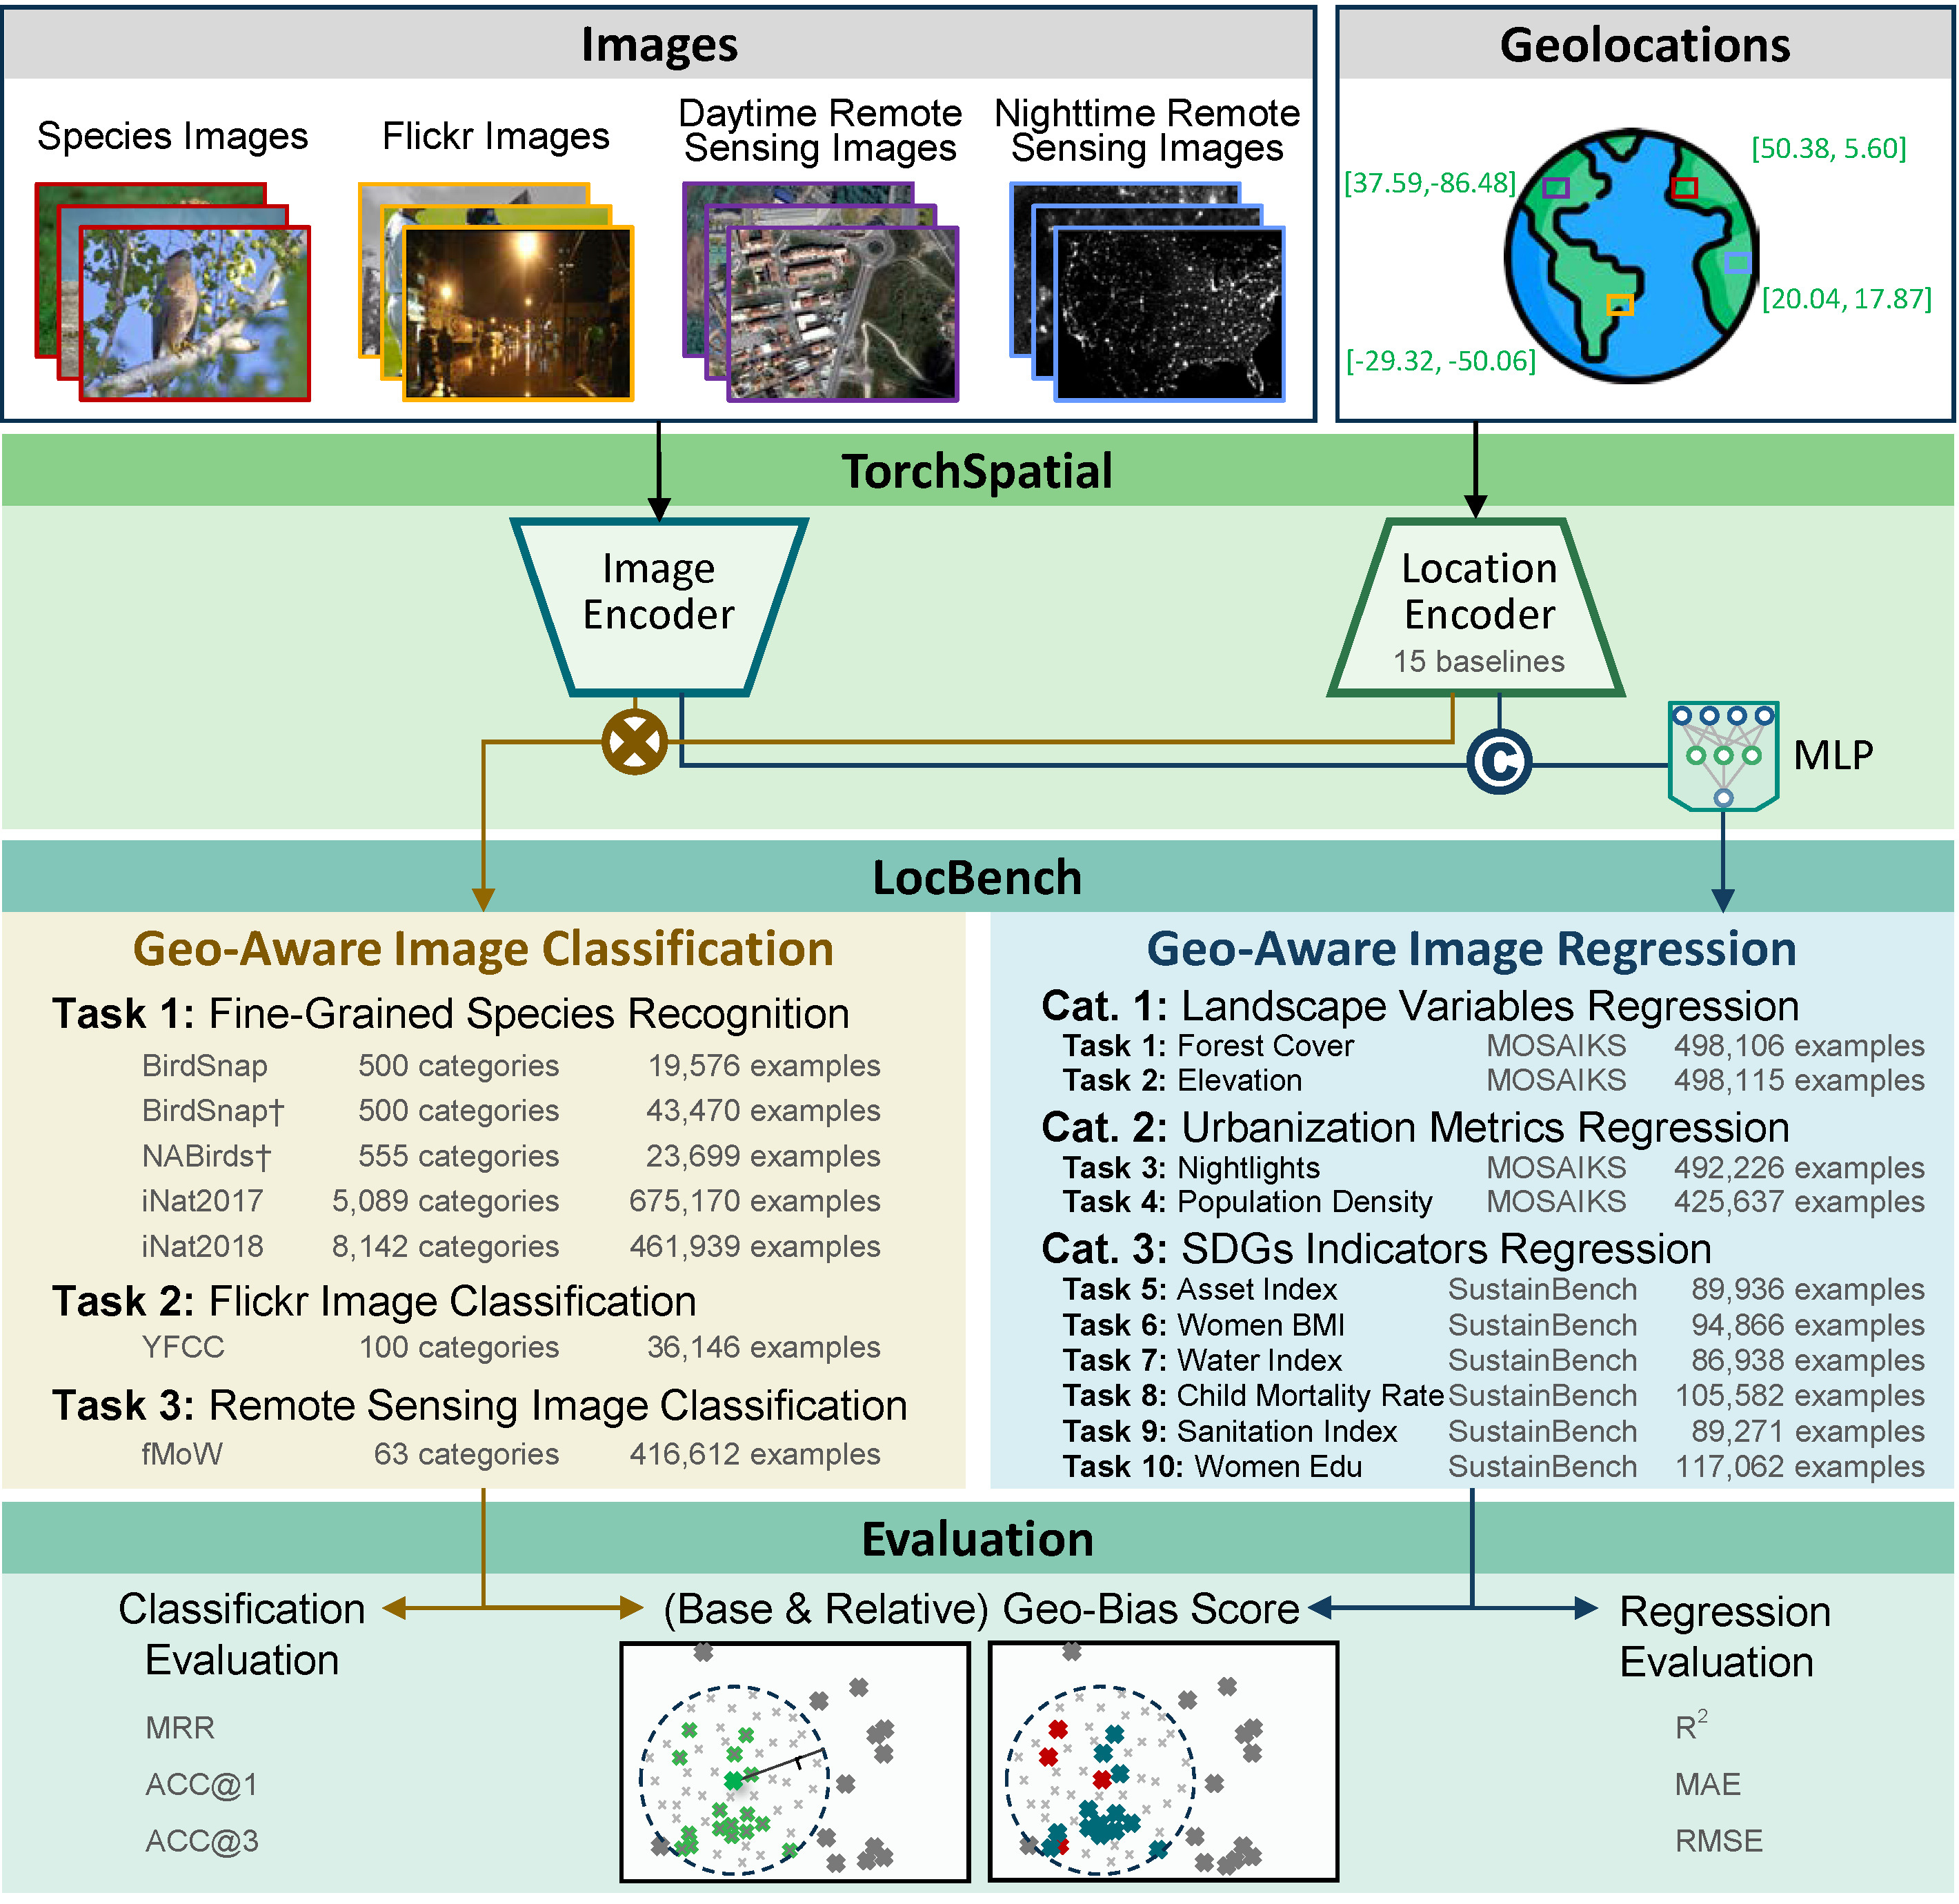 Images
Geolocations
Species Images
Flickr Images
Daytime Remote
Sensing Images
Nighttime Remote
Sensing Images
[50.38, 5.60]
[37.59,-86.48]
[20.04, 17.87]
[-29.32, -50.06]
TorchSpatial
Image
Encoder
Location
Encoder
15 baselines
C
MLP
LocBench
Geo-Aware Image Classification
Task 1: Fine-Grained Species Recognition
BirdSnap 500 categories 19,576 examples
BirdSnap† 500 categories 43,470 examples
NABirds† 555 categories 23,699 examples
iNat2017 5,089 categories 675,170 examples
iNat2018 8,142 categories 461,939 examples
Task 2: Flickr Image Classification
YFCC 100 categories 36,146 examples
Task 3: Remote Sensing Image Classification
fMoW 63 categories 416,612 examples
Geo-Aware Image Regression
Cat. 1: Landscape Variables Regression
Task 1: Forest Cover MOSAIKS 498,106 examples
Task 2: Elevation MOSAIKS 498,115 examples
Cat. 2: Urbanization Metrics Regression
Task 3: Nightlights MOSAIKS 492,226 examples
Task 4: Population Density MOSAIKS 425,637 examples
Cat. 3: SDGs Indicators Regression
Task 5: Asset Index SustainBench 89,936 examples
Task 6: Women BMI SustainBench 94,866 examples
Task 7: Water Index SustainBench 86,938 examples
Task 8: Child Mortality Rate SustainBench 105,582 examples
Task 9: Sanitation Index SustainBench 89,271 examples
Task 10: Women Edu SustainBench 117,062 examples
Evaluation
Classification
Evaluation
MRR
ACC@1
ACC@3
(Base & Relative) Geo-Bias Score
r
Regression
Evaluation
R²
MAE
RMSE